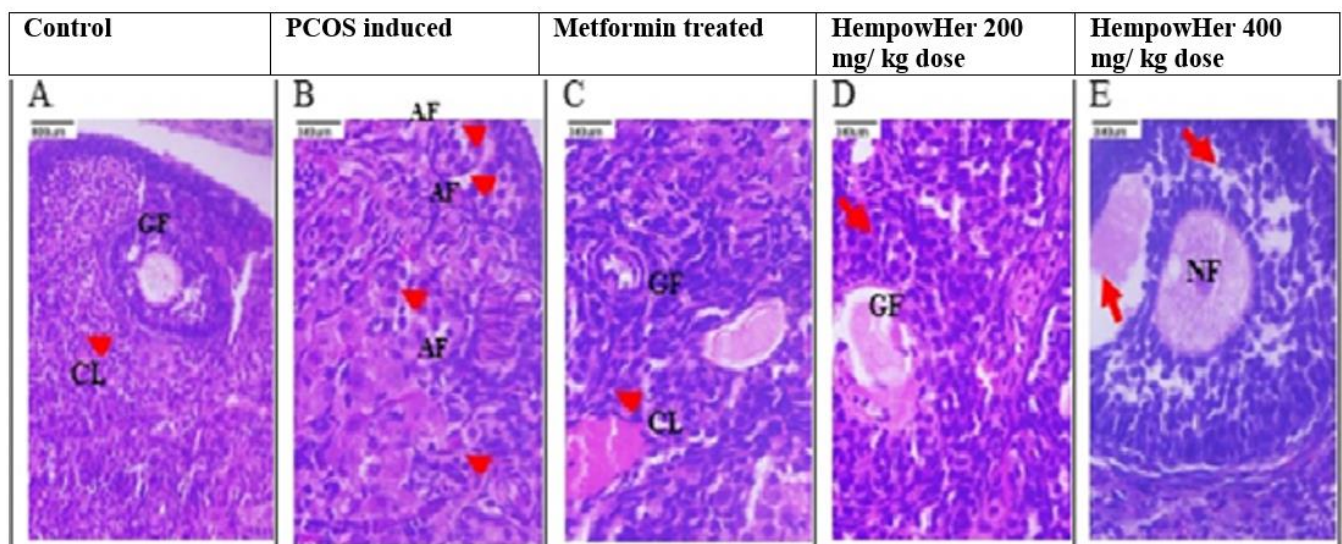 Control
PCOS induced
Metformin treated
HempowHer 200
mg/ kg dose
HempowHer 400
mg/ kg dose
A
B
C
D
E
GF
CL
AF
AF
AF
GF
CL
GF
NF